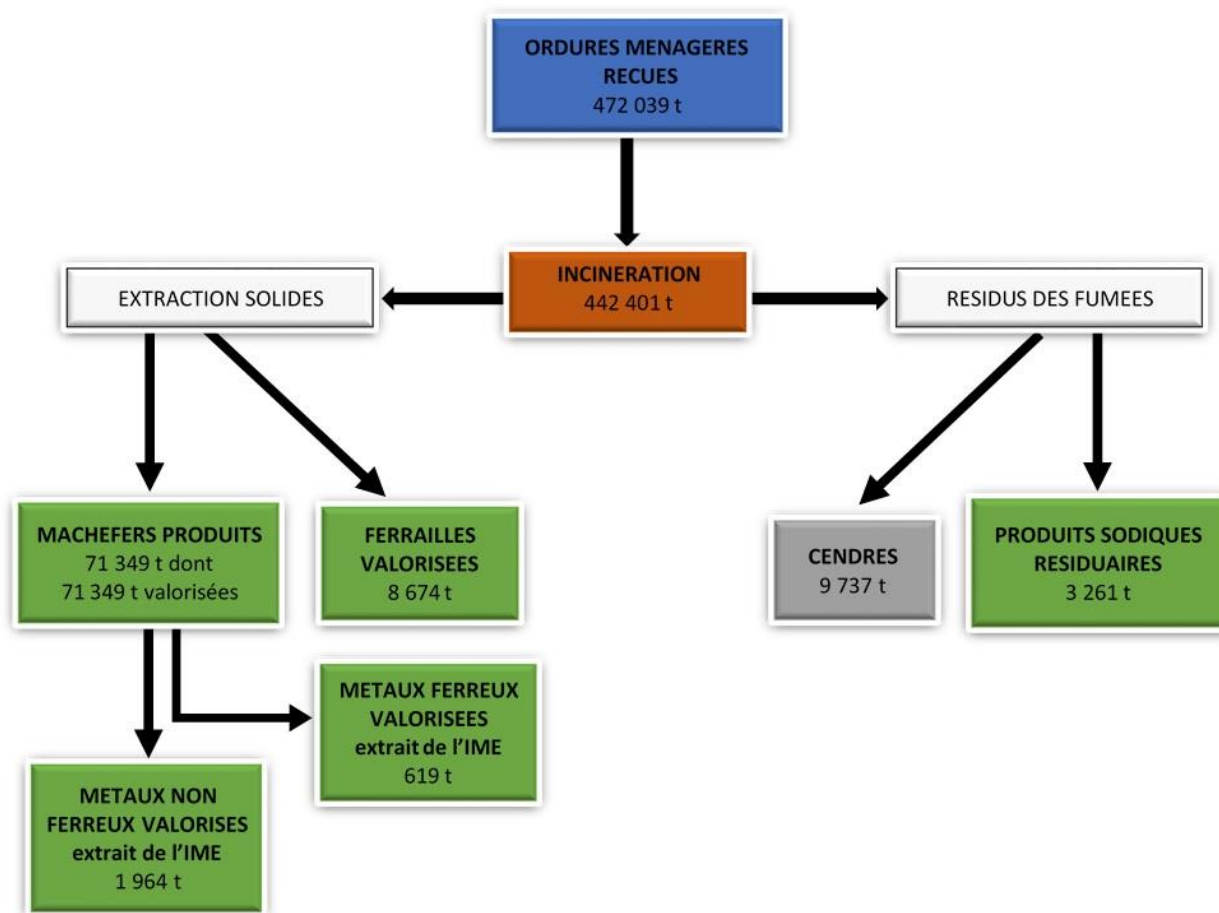 ORDURES MENAGERES
RECUES
472 039 t
INCINERATION
442 401 t
EXTRACTION SOLIDES
RESIDUS DES FUMEES
MACHEFERS PRODUITS
71 349 t dont
71 349 t valorisées
FERRAILLES
VALORISEES
8 674 t
CENDRES
9 737 t
PRODUITS SODIQUES
RESIDUAIRES
3 261 t
METAUX FERREUX
VALORISEES
extrait de l'IME
619 t
METAUX NON
FERREUX VALORISES
extrait de l'IME
1 964 t